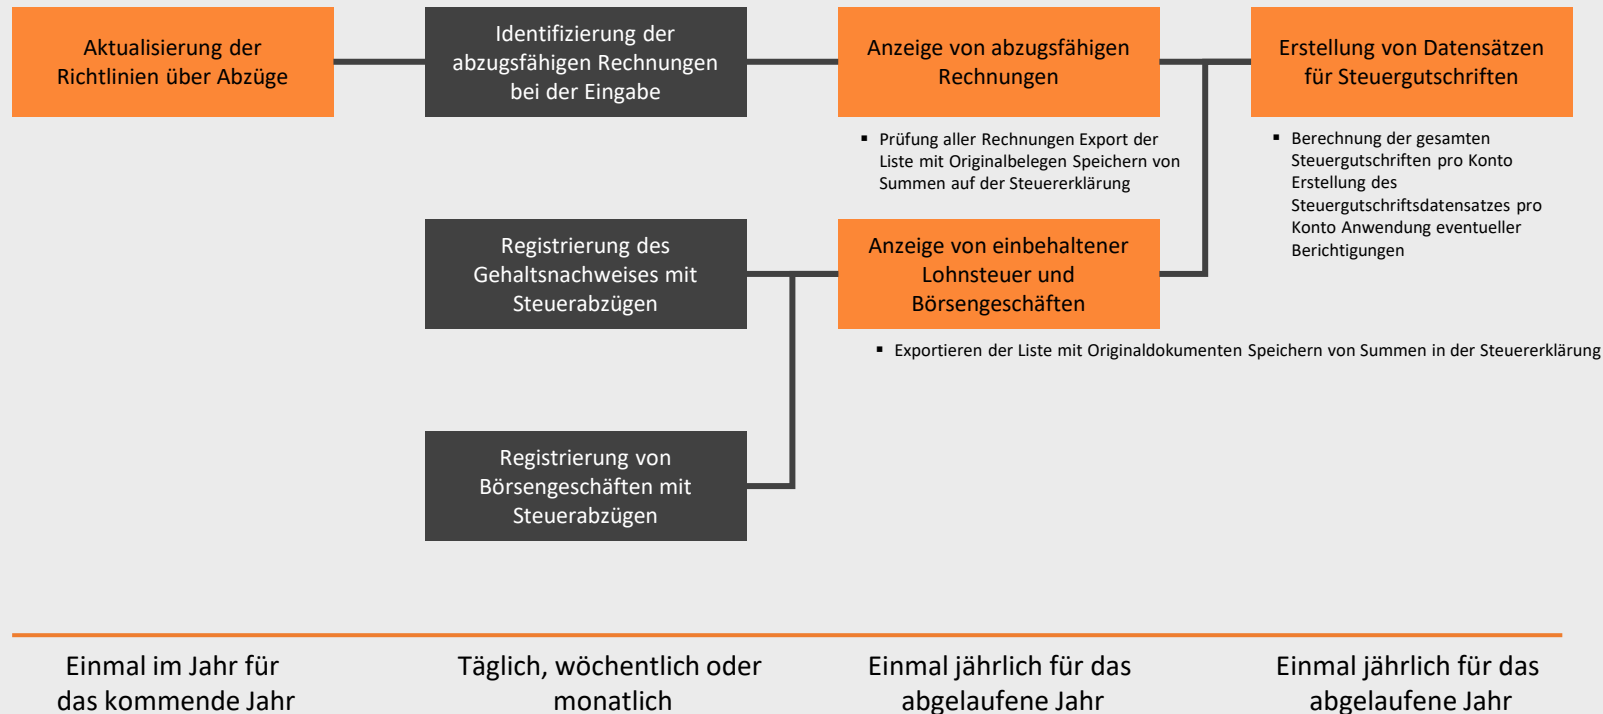 Aktualisierung der
Richtlinien über Abzüge
Identifizierung der
abzugsfähigen Rechnungen
bei der Eingabe
Anzeige von abzugsfähigen
Rechnungen
Erstellung von Datensätzen
für Steuergutschriften
▪ Prüfung aller Rechnungen Export der
Liste mit Originalbelegen Speichern von
Summen auf der Steuererklärung
▪ Berechnung der gesamten
Steuergutschriften pro Konto
Erstellung des
Steuergutschriftsdatensatzes pro
Konto Anwendung eventueller
Berichtigungen
Registrierung des
Gehaltsnachweises mit
Steuerabzügen
Anzeige von einbehaltener
Lohnsteuer und
Börsengeschäften
▪ Exportieren der Liste mit Originaldokumenten Speichern von Summen in der Steuererklärung
Registrierung von
Börsengeschäften mit
Steuerabzügen
Einmal im Jahr für
das kommende Jahr
Täglich, wöchentlich oder
monatlich
Einmal jährlich für das
abgelaufene Jahr
Einmal jährlich für das
abgelaufene Jahr